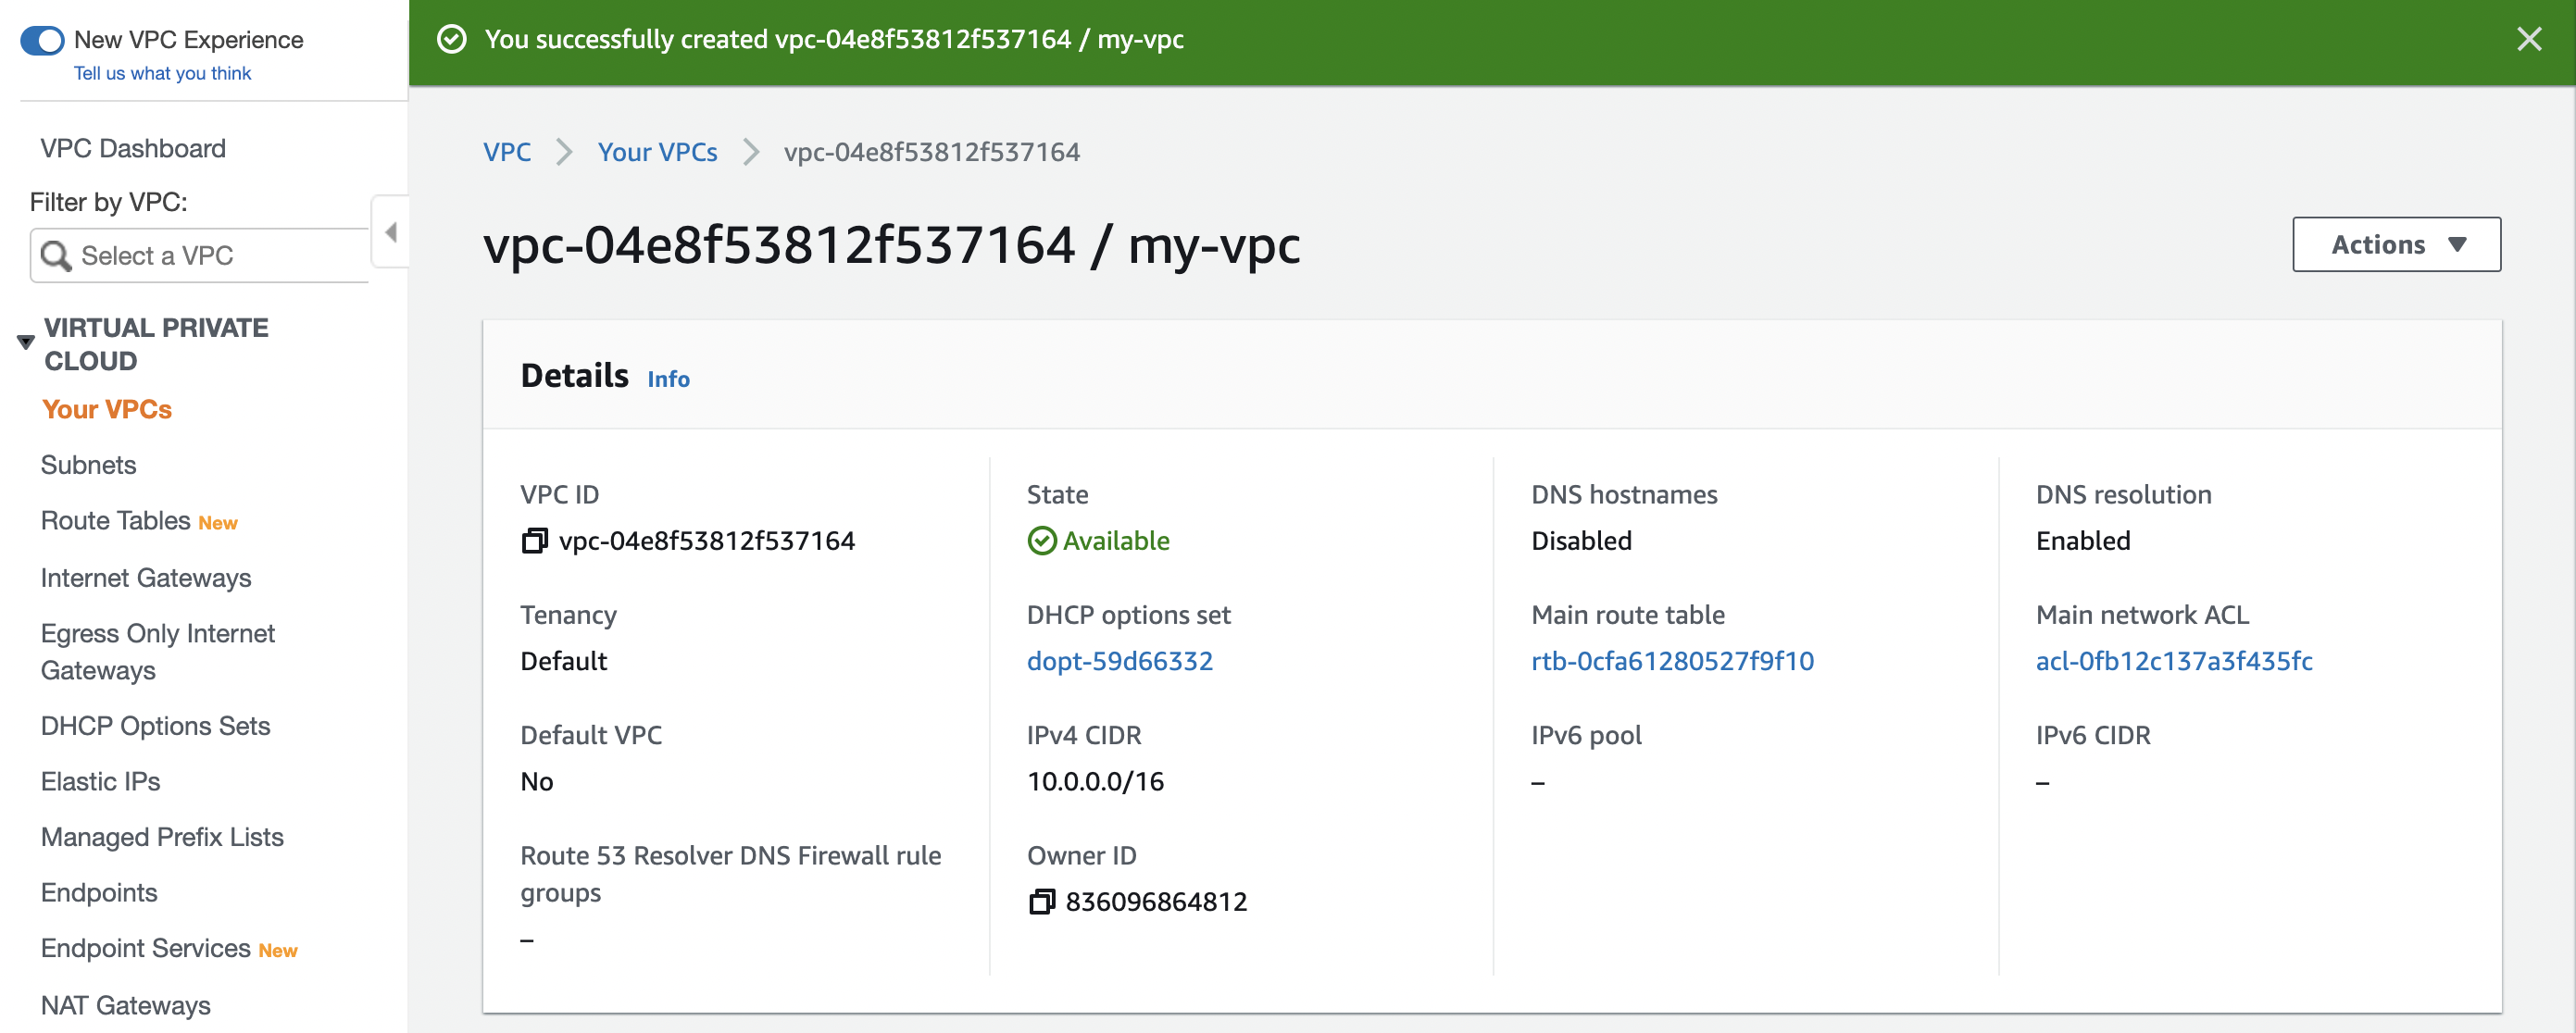 New VPC Experience
Tell us what you think
VPC Dashboard
Filter by VPC:
Select a VPC
VIRTUAL PRIVATE
CLOUD
Your VPCs
Subnets
Route Tables New
Internet Gateways
Egress Only Internet
Gateways
DHCP Options Sets
Elastic IPs
Managed Prefix Lists
Endpoints
Endpoint Services New
NAT Gateways
You successfully created vpc-04e8f53812f537164 / my-vpc
VPC > Your VPCs > vpc-04e8f53812f537164
vpc-04e8f53812f537164 / my-vpc
Actions
Details Info
VPC ID
vpc-04e8f53812f537164
State
Available
DNS hostnames
Disabled
DNS resolution
Enabled
Tenancy
Default
DHCP options set
dopt-59d66332
Main route table
rtb-0cfa61280527f9f10
Main network ACL
acl-0fb12c137a3f435fc
Default VPC
No
IPv4 CIDR
10.0.0.0/16
IPv6 pool
–
IPv6 CIDR
–
Route 53 Resolver DNS Firewall rule
groups
–
Owner ID
836096864812